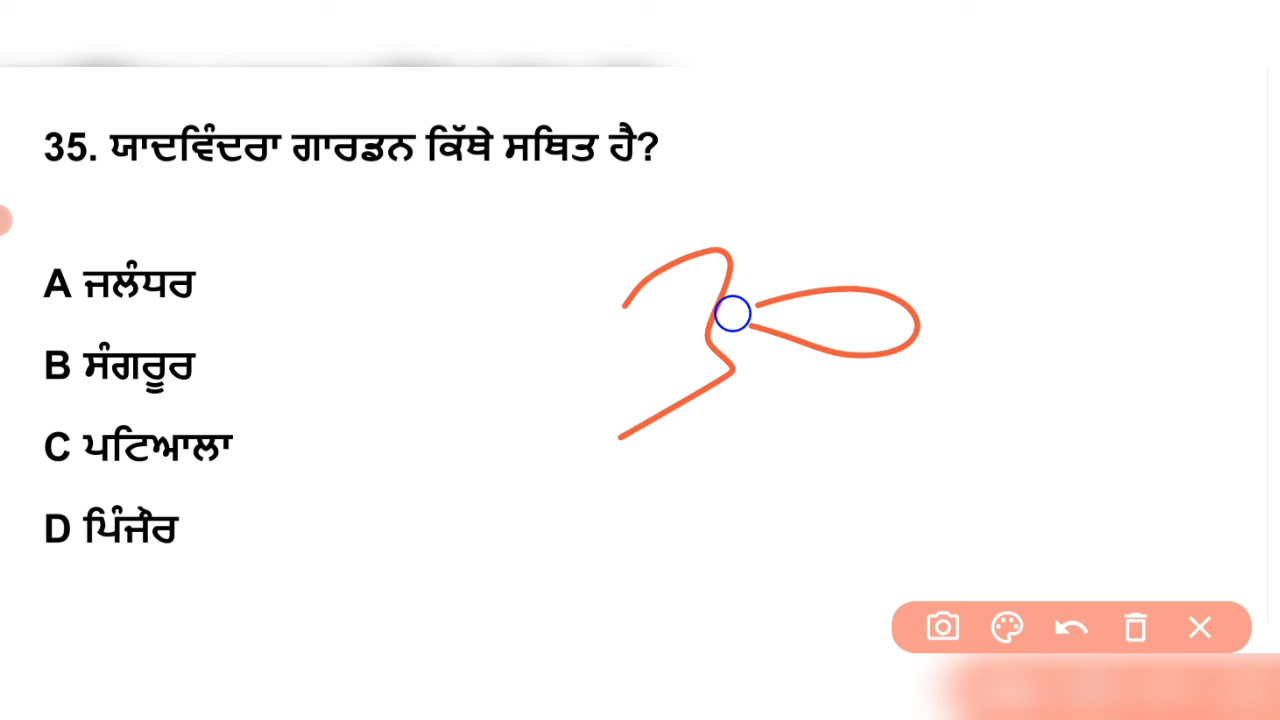 35. ਯਾਦਵਿੰਦਰਾ ਗਾਰਡਨ ਕਿੱਥੇ ਸਥਿਤ ਹੈ?
A ਜਲੰਧਰ
B ਸੰਗਰੂਰ
C ਪਟਿਆਲਾ
D ਪਿੰਜੌਰ